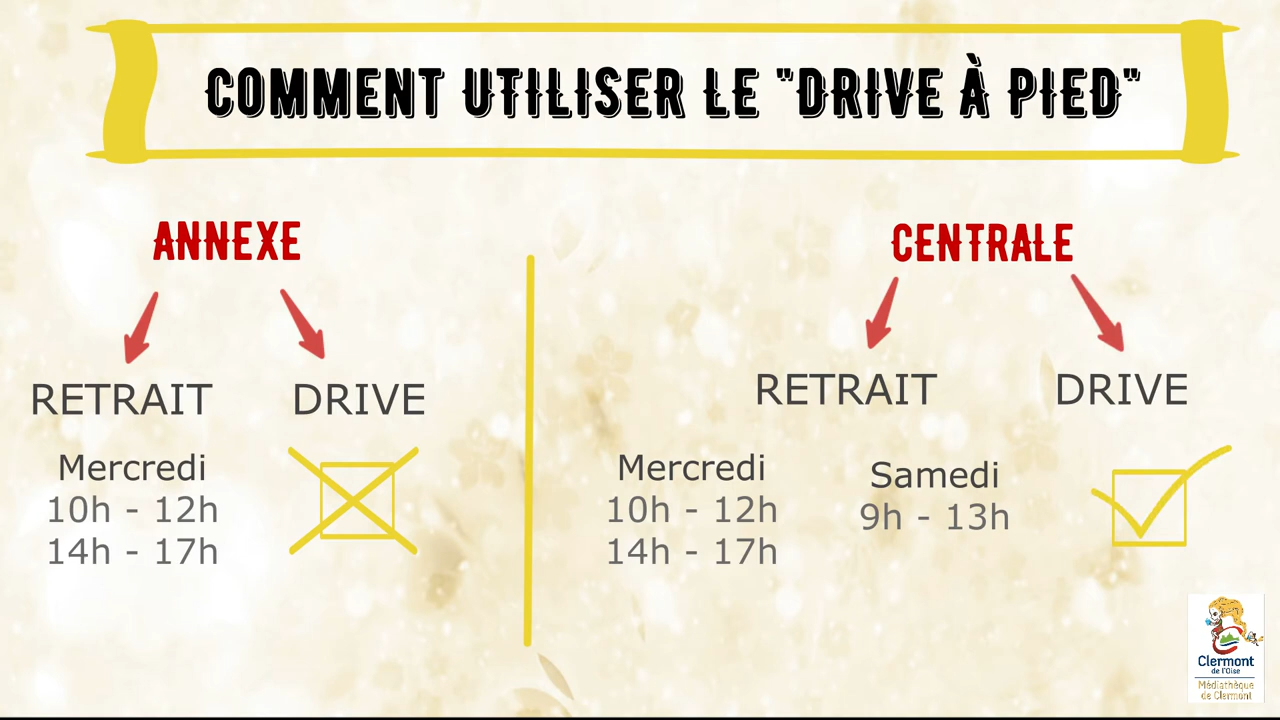 COMMENT UTILISER LE "DRIVE À PIED"
ANNEXE
RETRAIT
DRIVE
Mercredi
10h - 12h
14h - 17h
CENTRALE
RETRAIT
DRIVE
Mercredi
10h - 12h
14h - 17h
Samedi
9h - 13h
Clermont
de l'Oise
Médiathèque
de Clermont